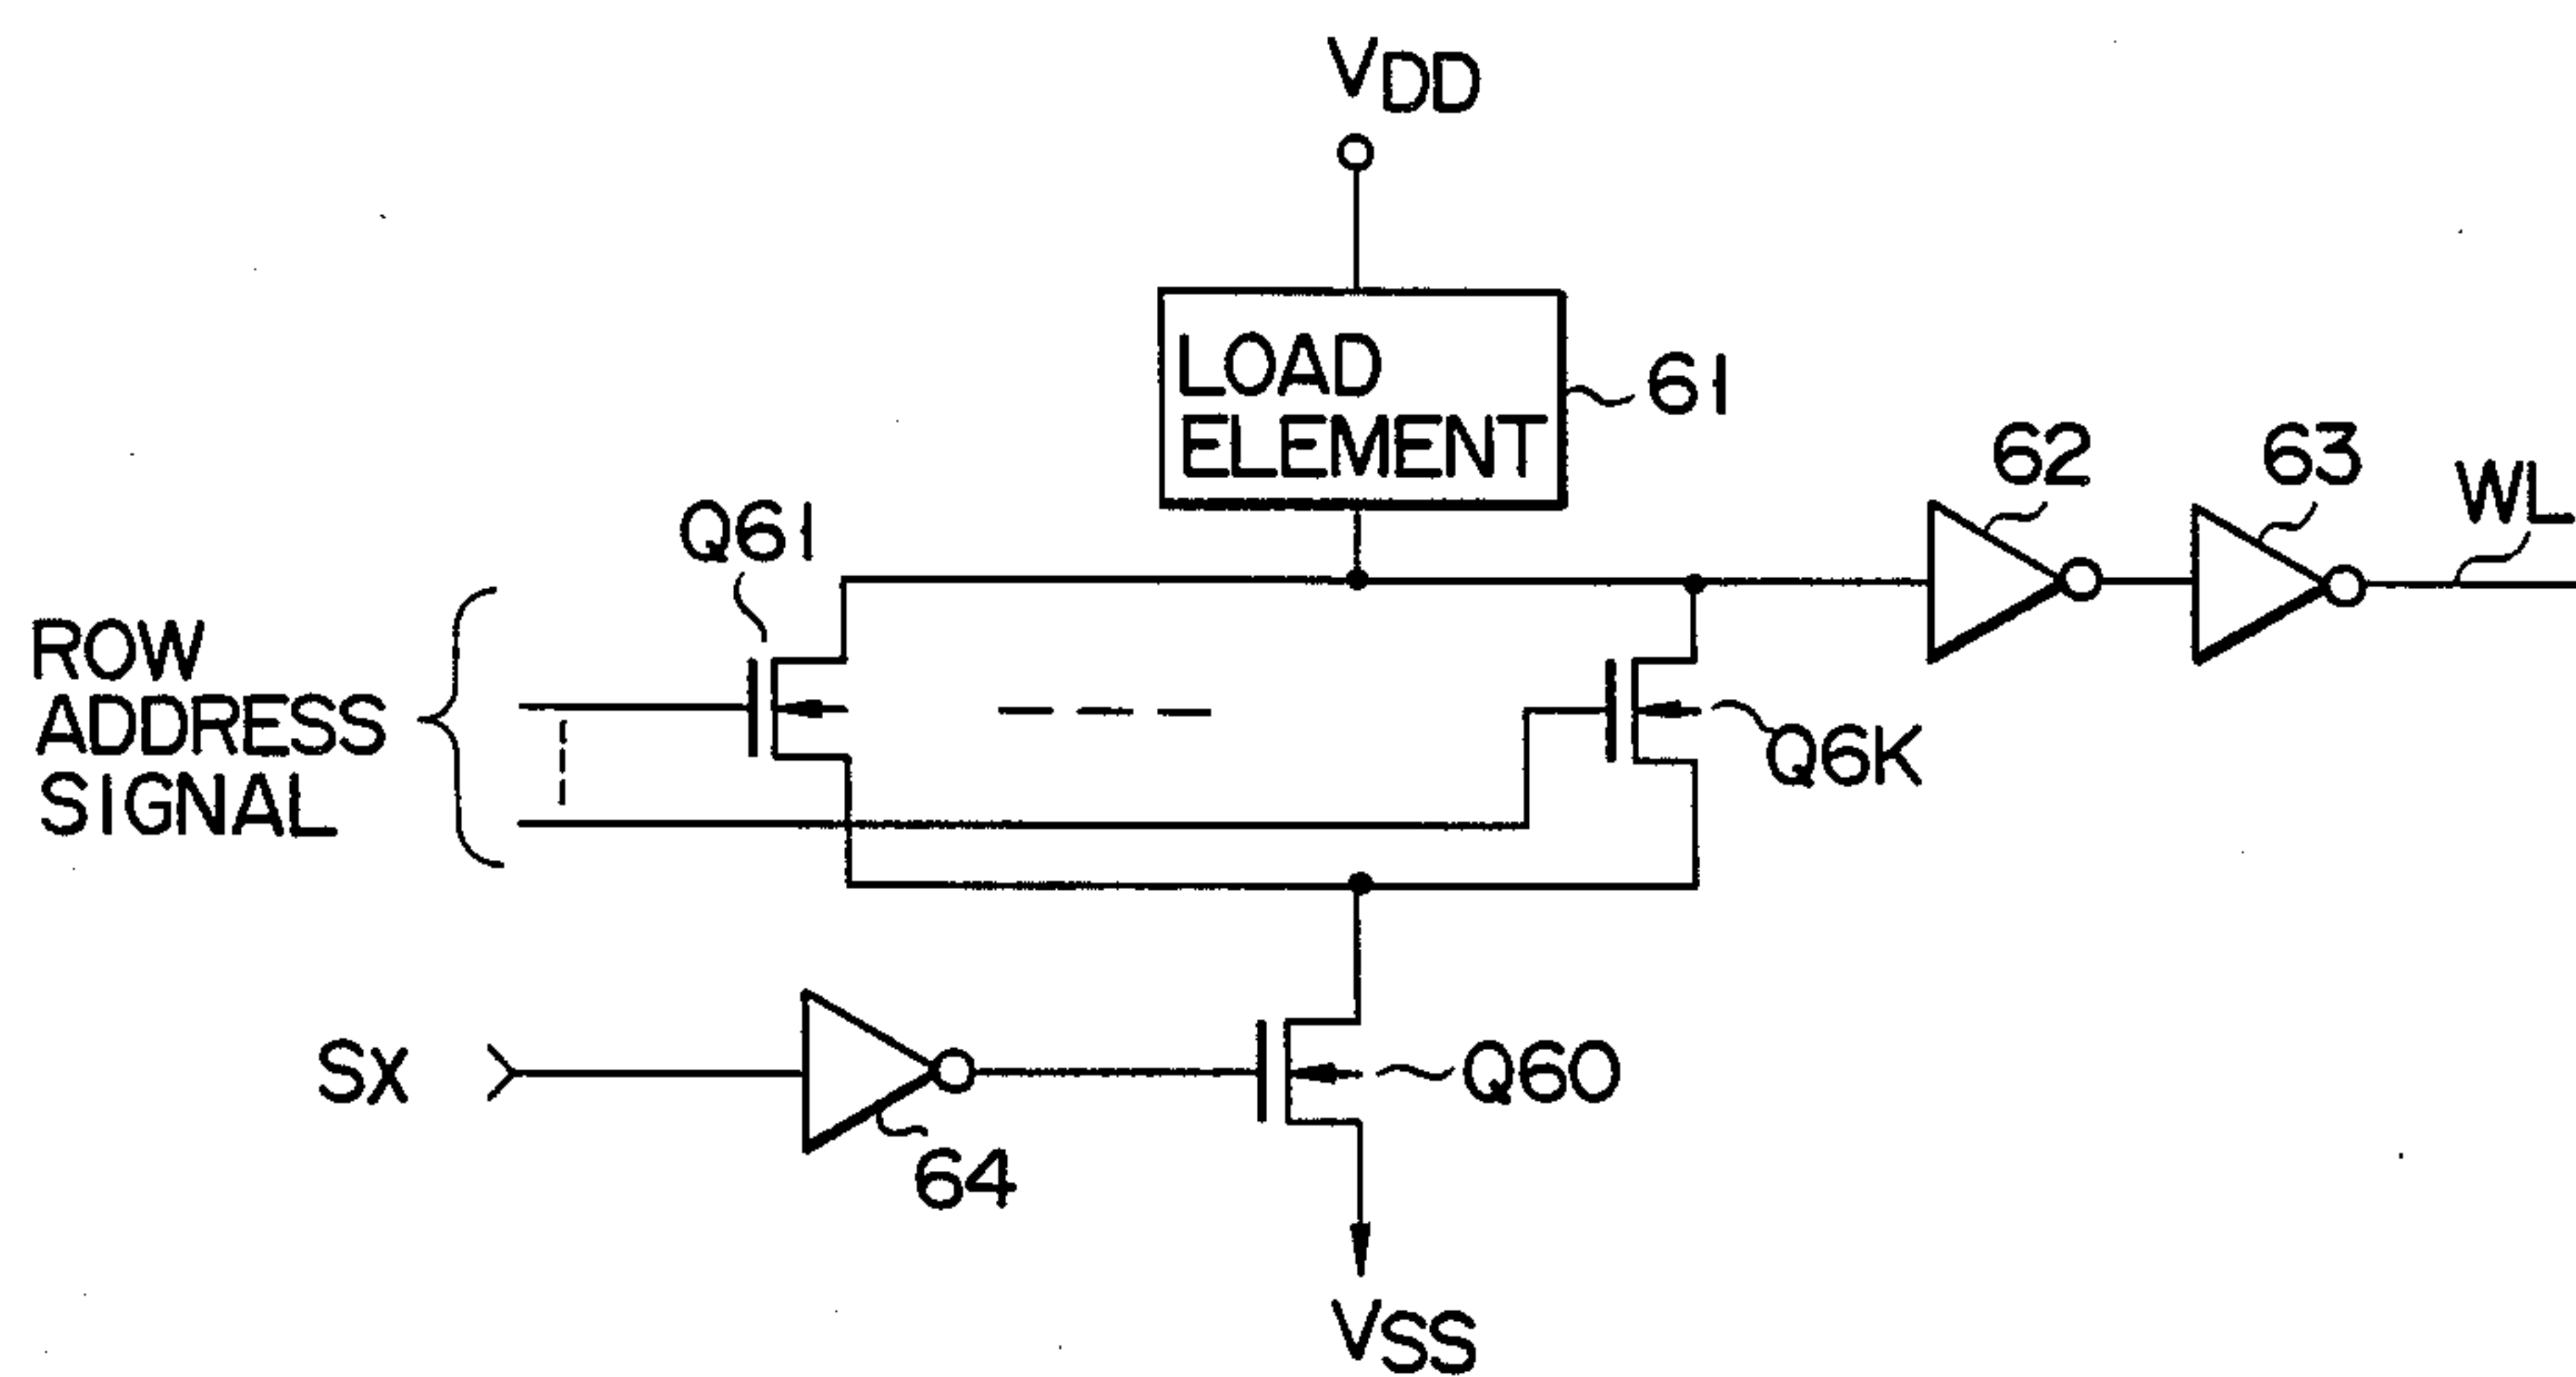 VDD
LOAD
ELEMENT
61
62
63
WL
Q61
ROW
ADDRESS
SIGNAL
Q6K
SX
64
Q60
VSS